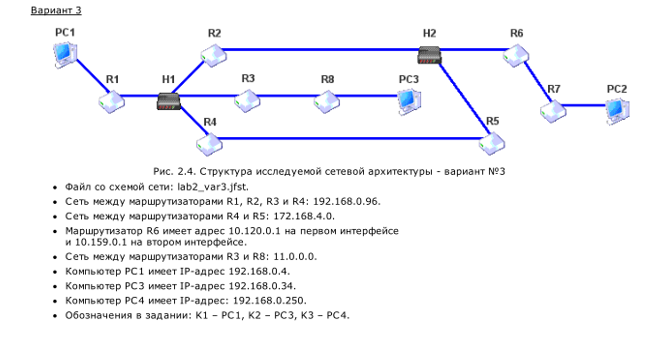 Вариант 3
PC1
R2
H2
R6
R1
H1
R3
R8
PC3
R7
PC2
R4
R5
Рис. 2.4. Структура исследуемой сетевой архитектуры - вариант №3
• Файл со схемой сети: lab2_var3.jfst.
• Сеть между маршрутизаторами R1, R2, R3 и R4: 192.168.0.96.
• Сеть между маршрутизаторами R4 и R5: 172.168.4.0.
• Маршрутизатор R6 имеет адрес 10.120.0.1 на первом интерфейсе
и 10.159.0.1 на втором интерфейсе.
• Сеть между маршрутизаторами R3 и R8: 11.0.0.0.
• Компьютер PC1 имеет IP-адрес 192.168.0.4.
• Компьютер PC3 имеет IP-адрес 192.168.0.34.
• Компьютер PC4 имеет IP-адрес: 192.168.0.250.
• Обозначения в задании: K1 – PC1, K2 – PC3, K3 – PC4.